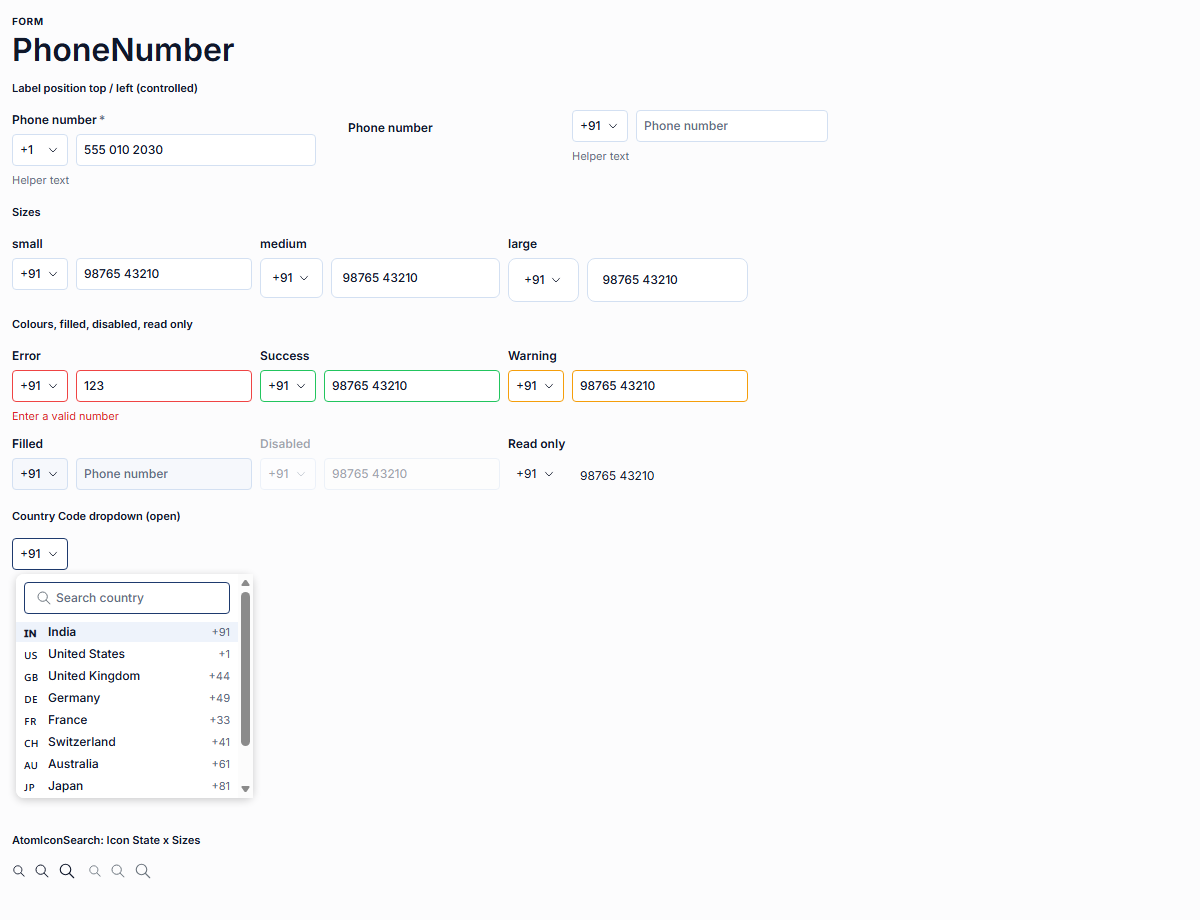 FORM
PhoneNumber
Label position top / left (controlled)
Phone number *
+1 555 010 2030
Helper text
Phone number +91 Phone number
Helper text
Sizes
small medium large
+91 98765 43210 +91 98765 43210 +91 98765 43210
Colours, filled, disabled, read only
Error Success Warning
+91 123 +91 98765 43210 +91 98765 43210
Enter a valid number
Filled Disabled Read only
+91 Phone number +91 98765 43210 +91 98765 43210
Country Code dropdown (open)
+91
Search country
IN India +91
US United States +1
GB United Kingdom +44
DE Germany +49
FR France +33
CH Switzerland +41
AU Australia +61
JP Japan +81
AtomIconSearch: Icon State x Sizes